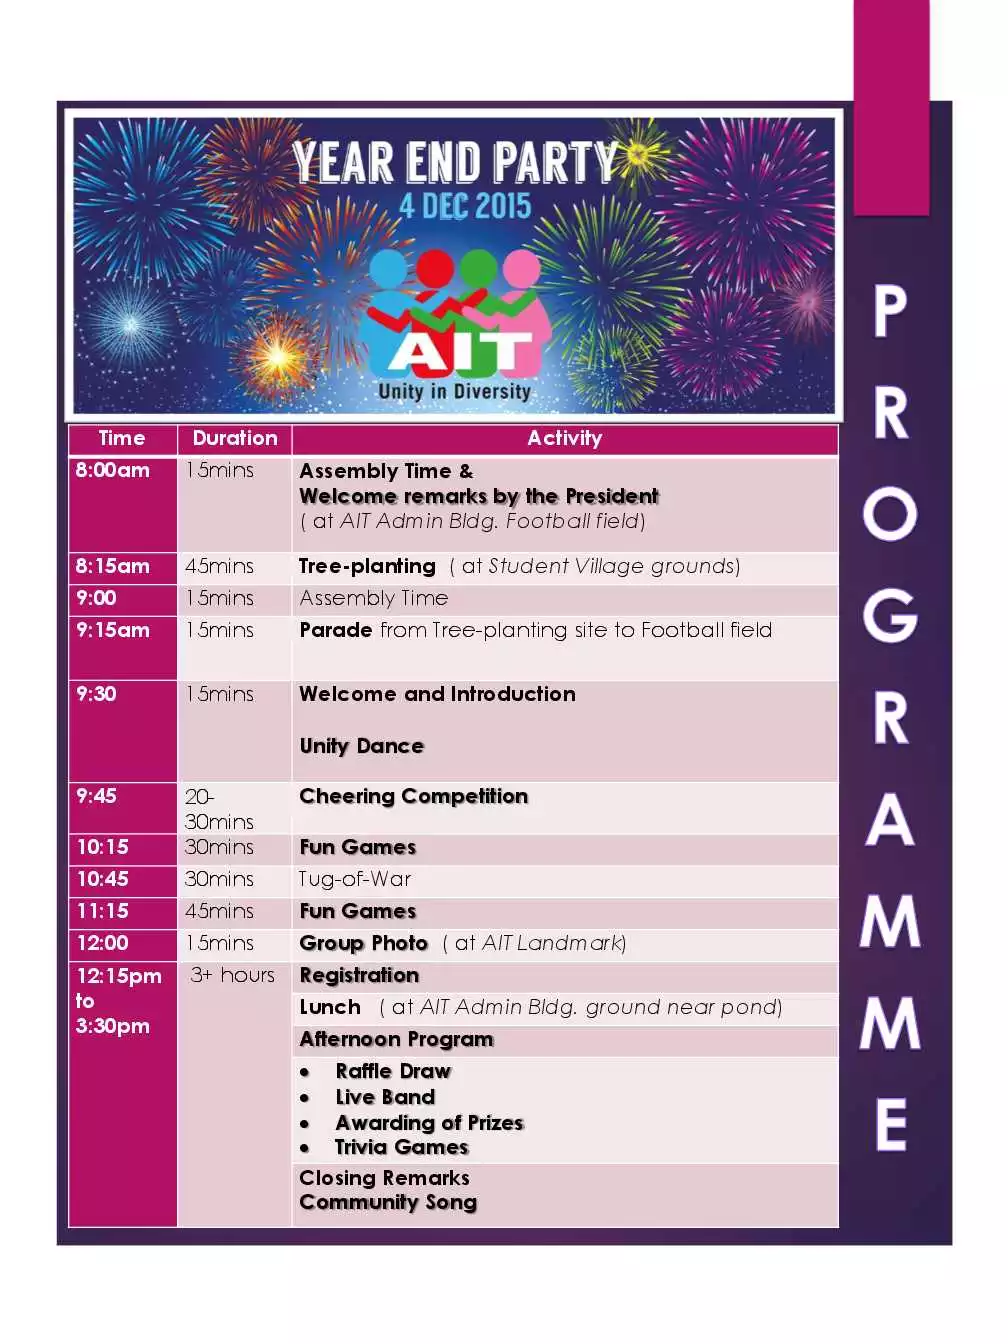 YEAR END PARTY
4 DEC 2015
AIT
Unity in Diversity
PROGRAMME
Time Duration Activity
8:00am 15mins Assembly Time &
Welcome remarks by the President
( at AIT Admin Bldg. Football field)
8:15am 45mins Tree-planting ( at Student Village grounds)
9:00 15mins Assembly Time
9:15am 15mins Parade from Tree-planting site to Football field
9:30 15mins Welcome and Introduction
Unity Dance
9:45 20-
30mins Cheering Competition
10:15 30mins Fun Games
10:45 30mins Tug-of-War
11:15 45mins Fun Games
12:00 15mins Group Photo ( at AIT Landmark)
12:15pm
to
3:30pm 3+ hours Registration
Lunch ( at AIT Admin Bldg. ground near pond)
Afternoon Program
• Raffle Draw
• Live Band
• Awarding of Prizes
• Trivia Games
Closing Remarks
Community Song